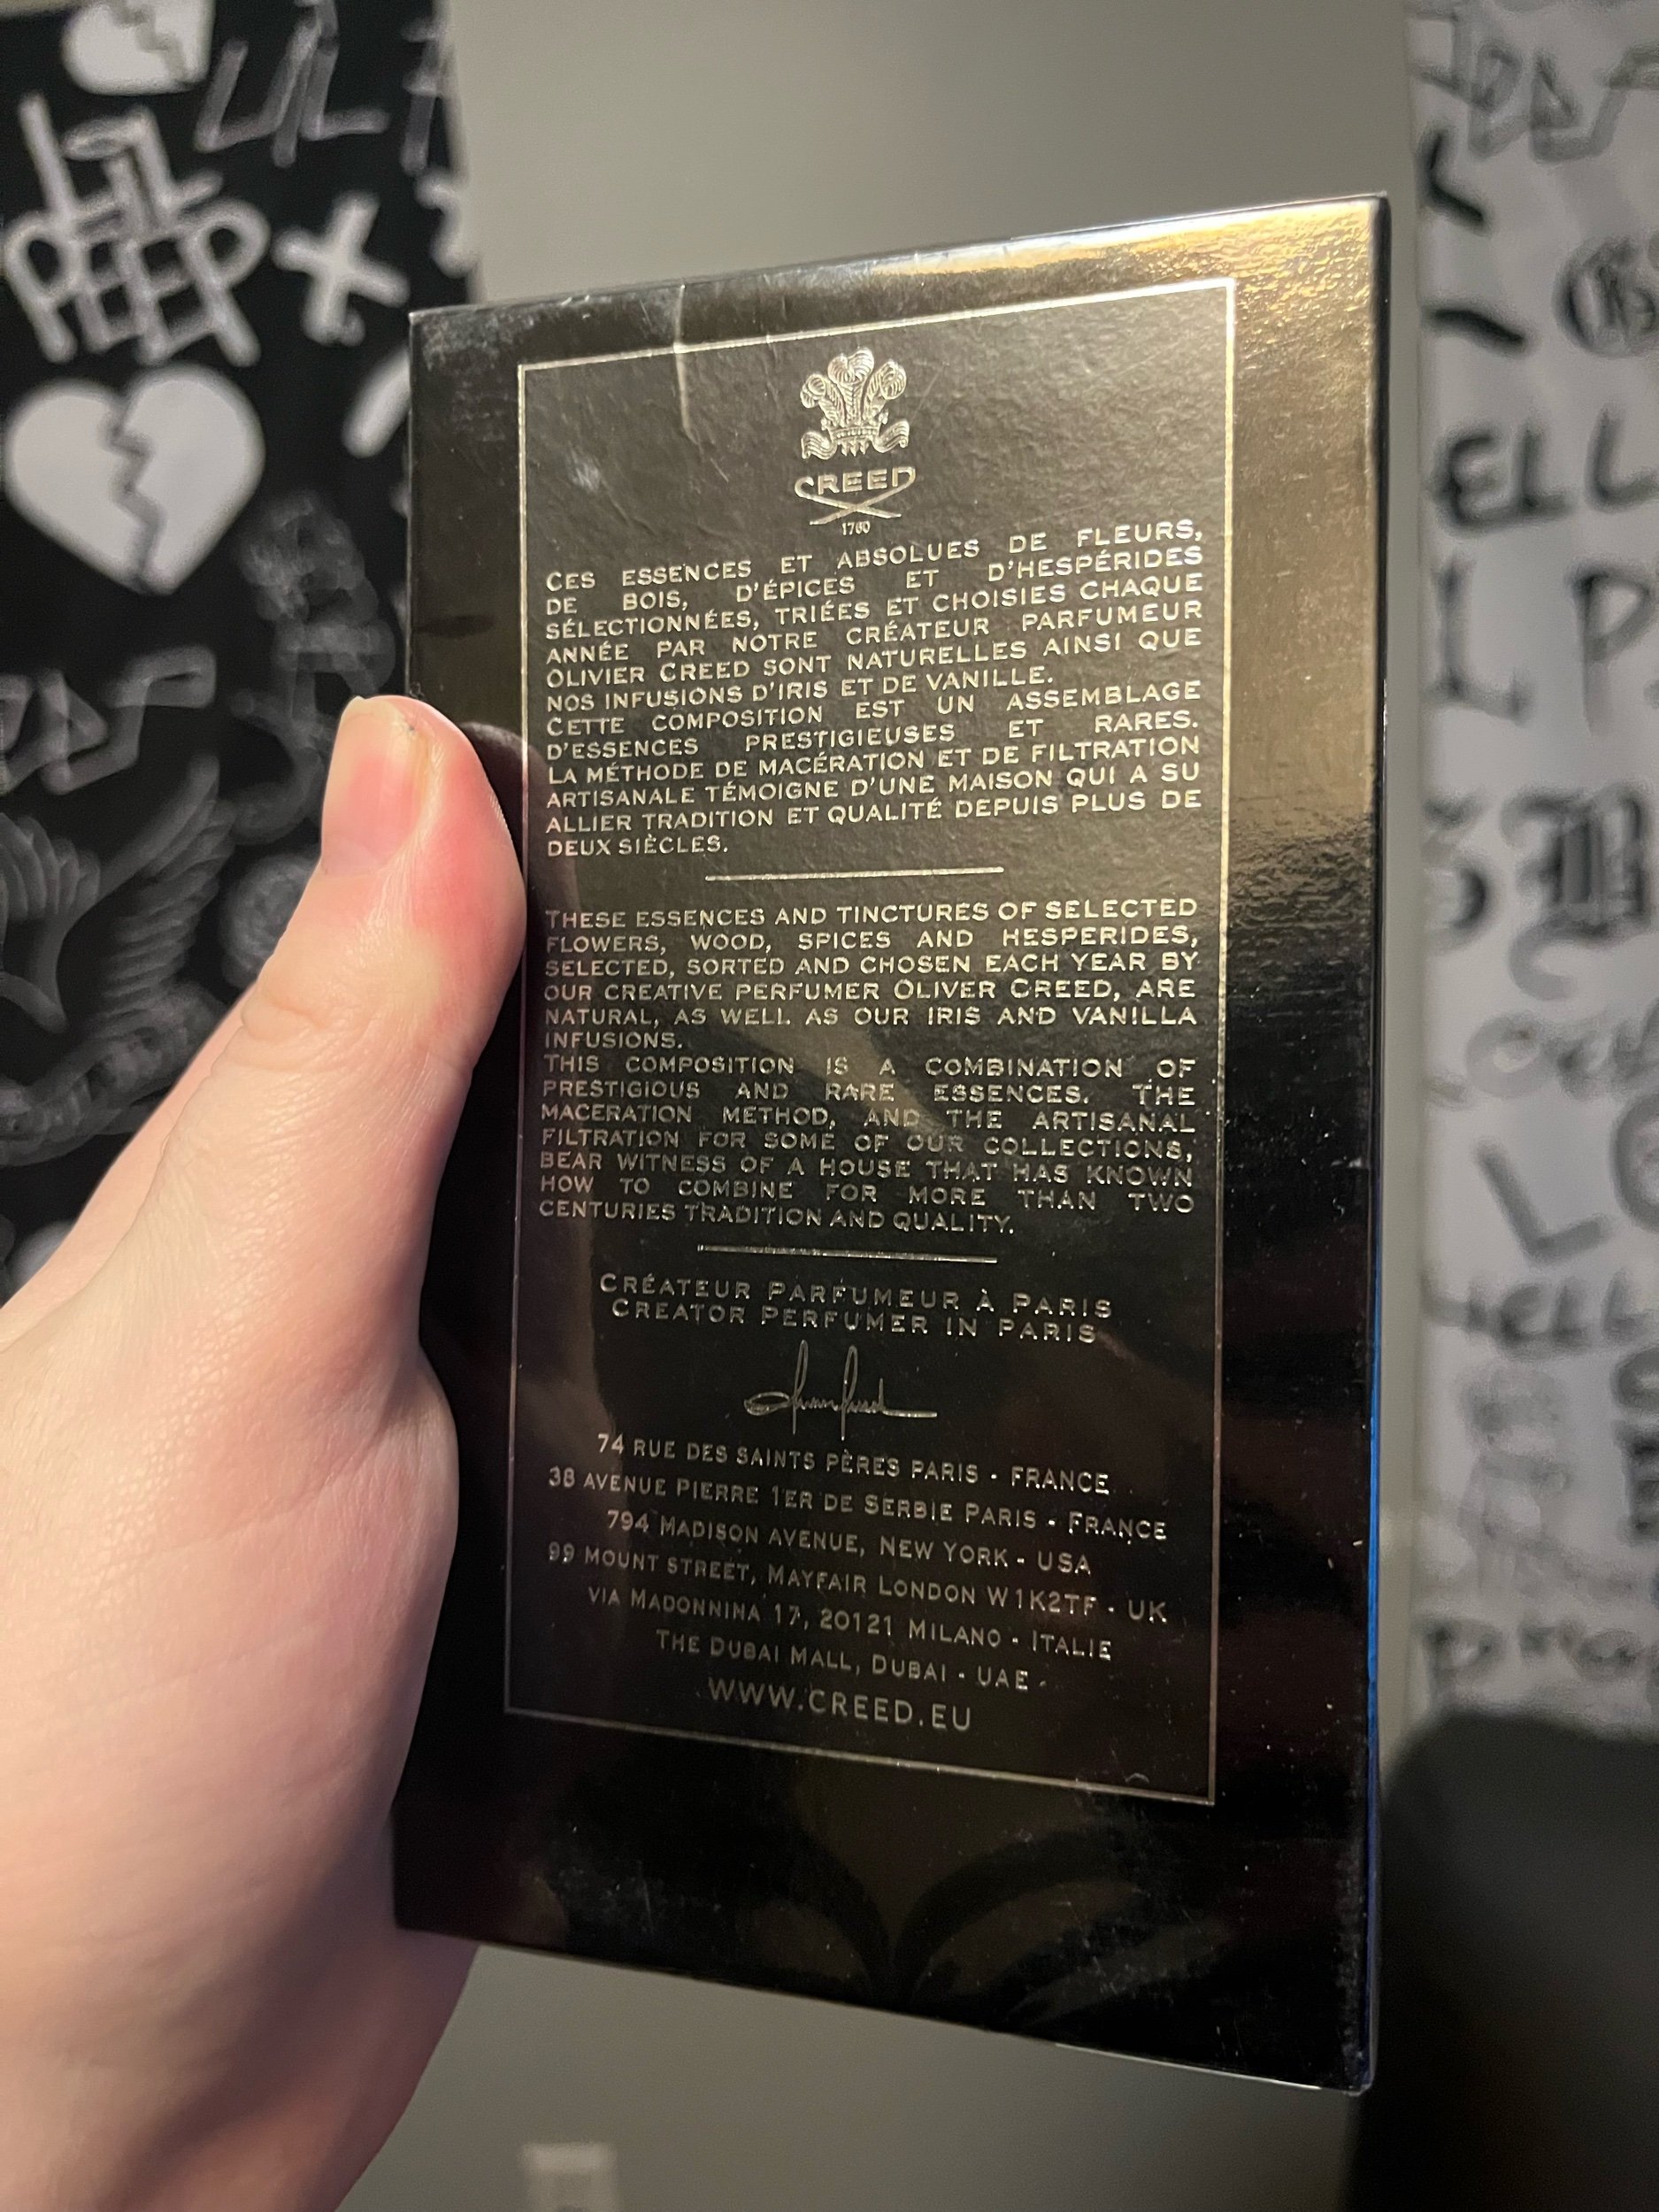 LIL
PEEP
X
CREED
1760
CES ESSENCES ET ABSOLUES DE FLEURS,
DE BOIS, D'ÉPICES ET D'HESPÉRIDES
SÉLECTIONNÉES, TRIÉES ET CHOISIES CHAQUE
ANNÉE PAR NOTRE CRÉATEUR PARFUMEUR
OLIVIER CREED SONT NATURELLES AINSI QUE
NOS INFUSIONS D'IRIS ET DE VANILLE.
CETTE COMPOSITION EST UN ASSEMBLAGE
D'ESSENCES PRESTIGIEUSES ET RARES.
LA MÉTHODE DE MACÉRATION ET DE FILTRATION
ARTISANALE TÉMOIGNE D'UNE MAISON QUI A SU
ALLIER TRADITION ET QUALITÉ DEPUIS PLUS DE
DEUX SIÈCLES.
THESE ESSENCES AND TINCTURES OF SELECTED
FLOWERS, WOOD, SPICES AND HESPERIDES,
SELECTED, SORTED AND CHOSEN EACH YEAR BY
OUR CREATIVE PERFUMER OLIVER CREED, ARE
NATURAL, AS WELL AS OUR IRIS AND VANILLA
INFUSIONS.
THIS COMPOSITION IS A COMBINATION OF
PRESTIGIOUS AND RARE ESSENCES. THE
MACERATION METHOD, AND THE ARTISANAL
FILTRATION FOR SOME OF OUR COLLECTIONS,
BEAR WITNESS OF A HOUSE THAT HAS KNOWN
HOW TO COMBINE FOR MORE THAN TWO
CENTURIES TRADITION AND QUALITY.
CRÉATEUR PARFUMEUR À PARIS
CREATOR PERFUMER IN PARIS
74 RUE DES SAINTS PÈRES PARIS - FRANCE
38 AVENUE PIERRE 1ER DE SERBIE PARIS - FRANCE
794 MADISON AVENUE, NEW YORK - USA
99 MOUNT STREET, MAYFAIR LONDON W1K2TF - UK
VIA MADONNINA 17, 20121 MILANO - ITALIE
THE DUBAI MALL, DUBAI - UAE -
WWW.CREED.EU